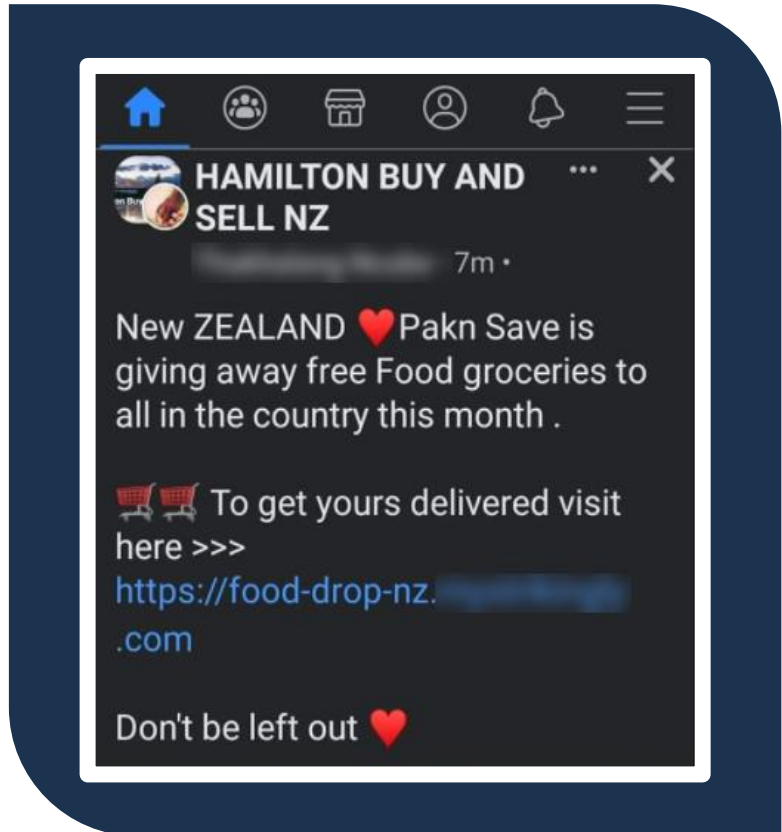 HAMILTON BUY AND
SELL NZ
7m •
New ZEALAND ❤️Pakn Save is
giving away free Food groceries to
all in the country this month .
🛒🛒 To get yours delivered visit
here >>>
https://food-drop-nz.
.com
Don't be left out ❤️